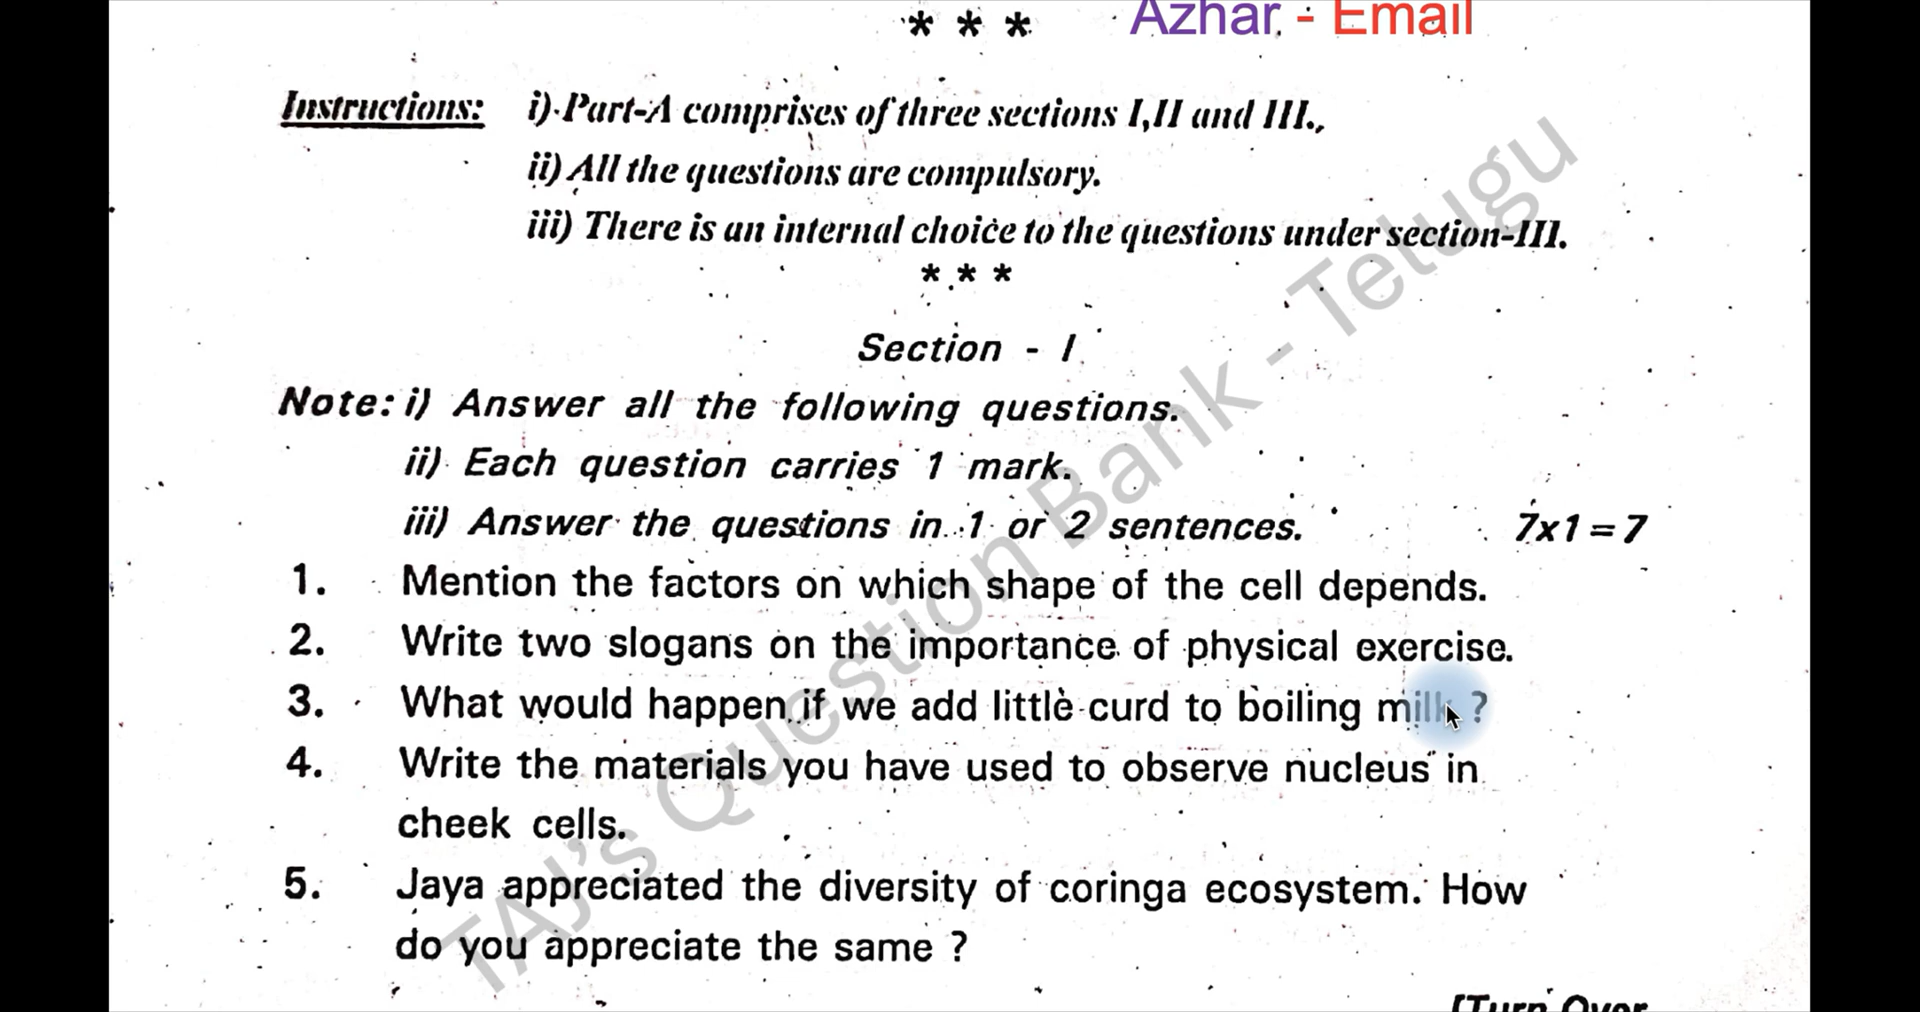 * * *
Azhar - Email
Instructions: i) Part-A comprises of three sections I,II and III.,
ii) All the questions are compulsory.
iii) There is an internal choice to the questions under section-III.
* * *
Section - I
Note: i) Answer all the following questions.
ii) Each question carries 1 mark.
iii) Answer the questions in 1 or 2 sentences. 7x1=7
1. Mention the factors on which shape of the cell depends.
2. Write two slogans on the importance of physical exercise.
3. What would happen if we add little curd to boiling milk ?
4. Write the materials you have used to observe nucleus in
cheek cells.
5. Jaya appreciated the diversity of coringa ecosystem. How
do you appreciate the same ?
[Turn Over
TAJ's Question Bank - Telugu